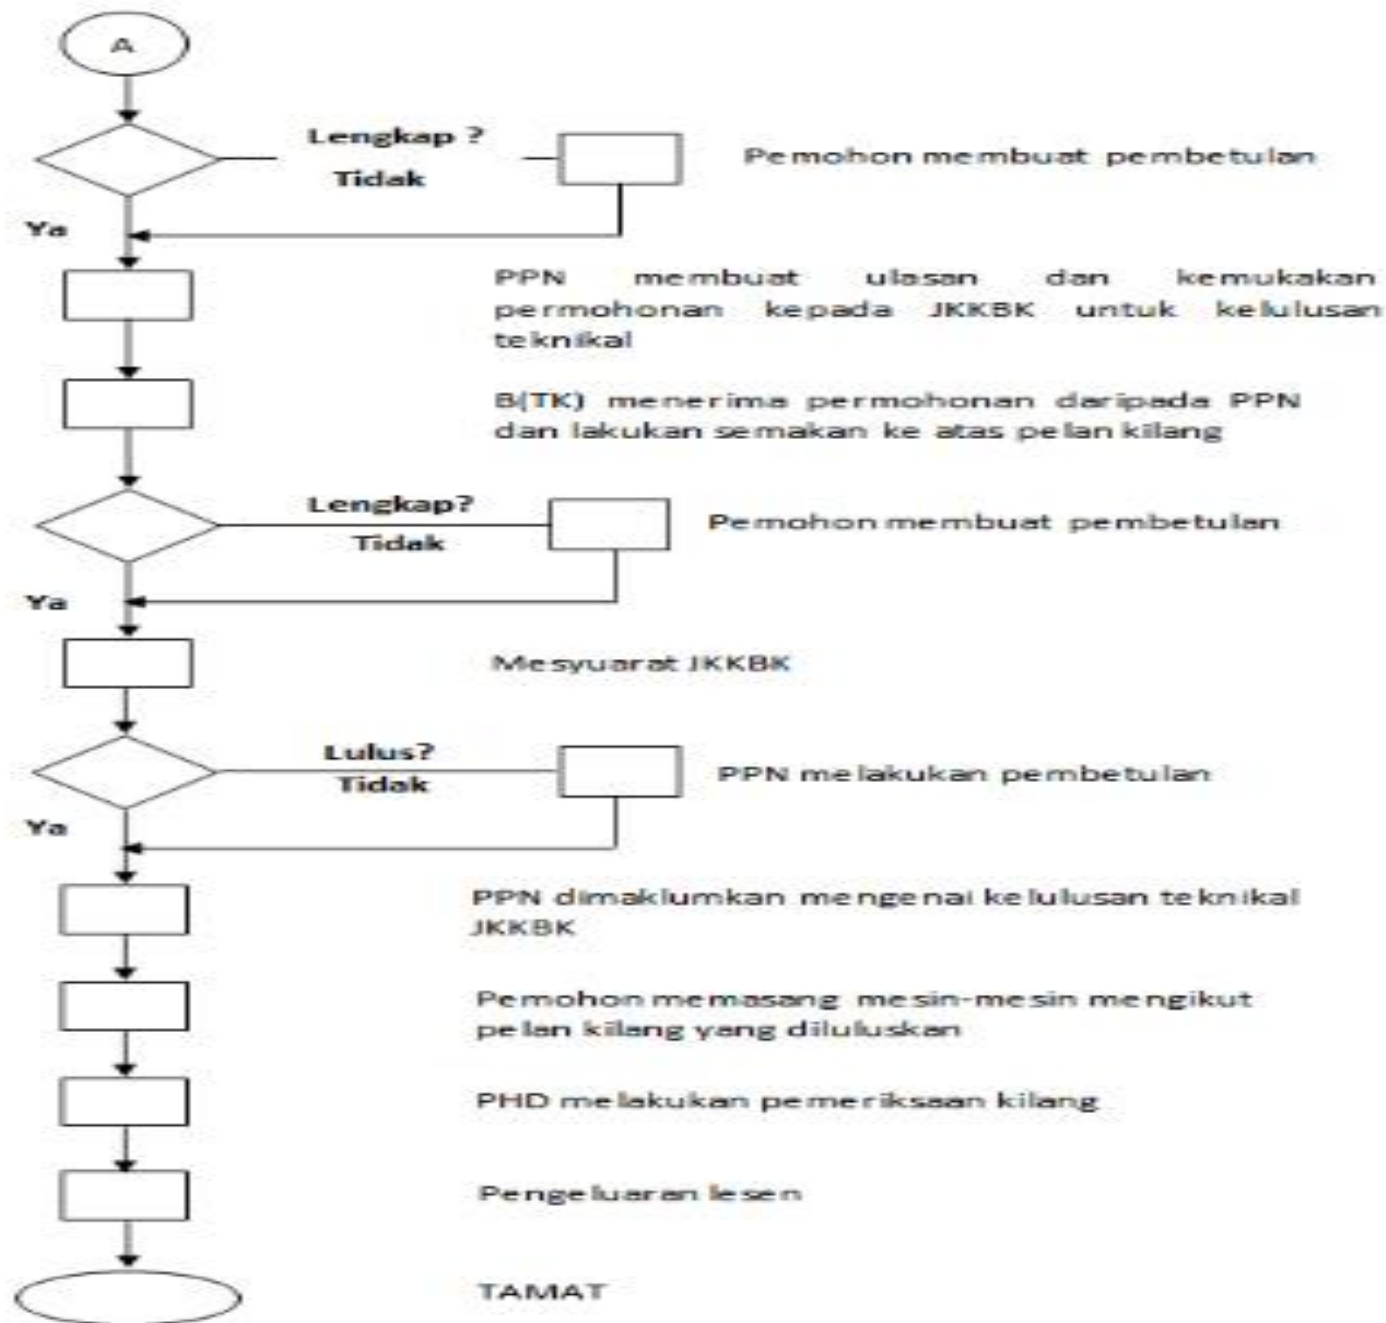 A
Lengkap ?
Tidak
Pemohon membuat pembetulan
Ya
PPN membuat ulasan dan kemukakan
permohonan kepada JKKBK untuk kelulusan
teknikal
B(TK) menerima permohonan daripada PPN
dan lakukan semakan ke atas pelan kilang
Lengkap?
Tidak
Pemohon membuat pembetulan
Ya
Mesyuarat JKKBK
Lulus?
Tidak
PPN melakukan pembetulan
Ya
PPN dimaklumkan mengenai kelulusan teknikal
JKKBK
Pemohon memasang mesin-mesin mengikut
pelan kilang yang diluluskan
PHD melakukan pemeriksaan kilang
Pengeluaran lesen
TAMAT